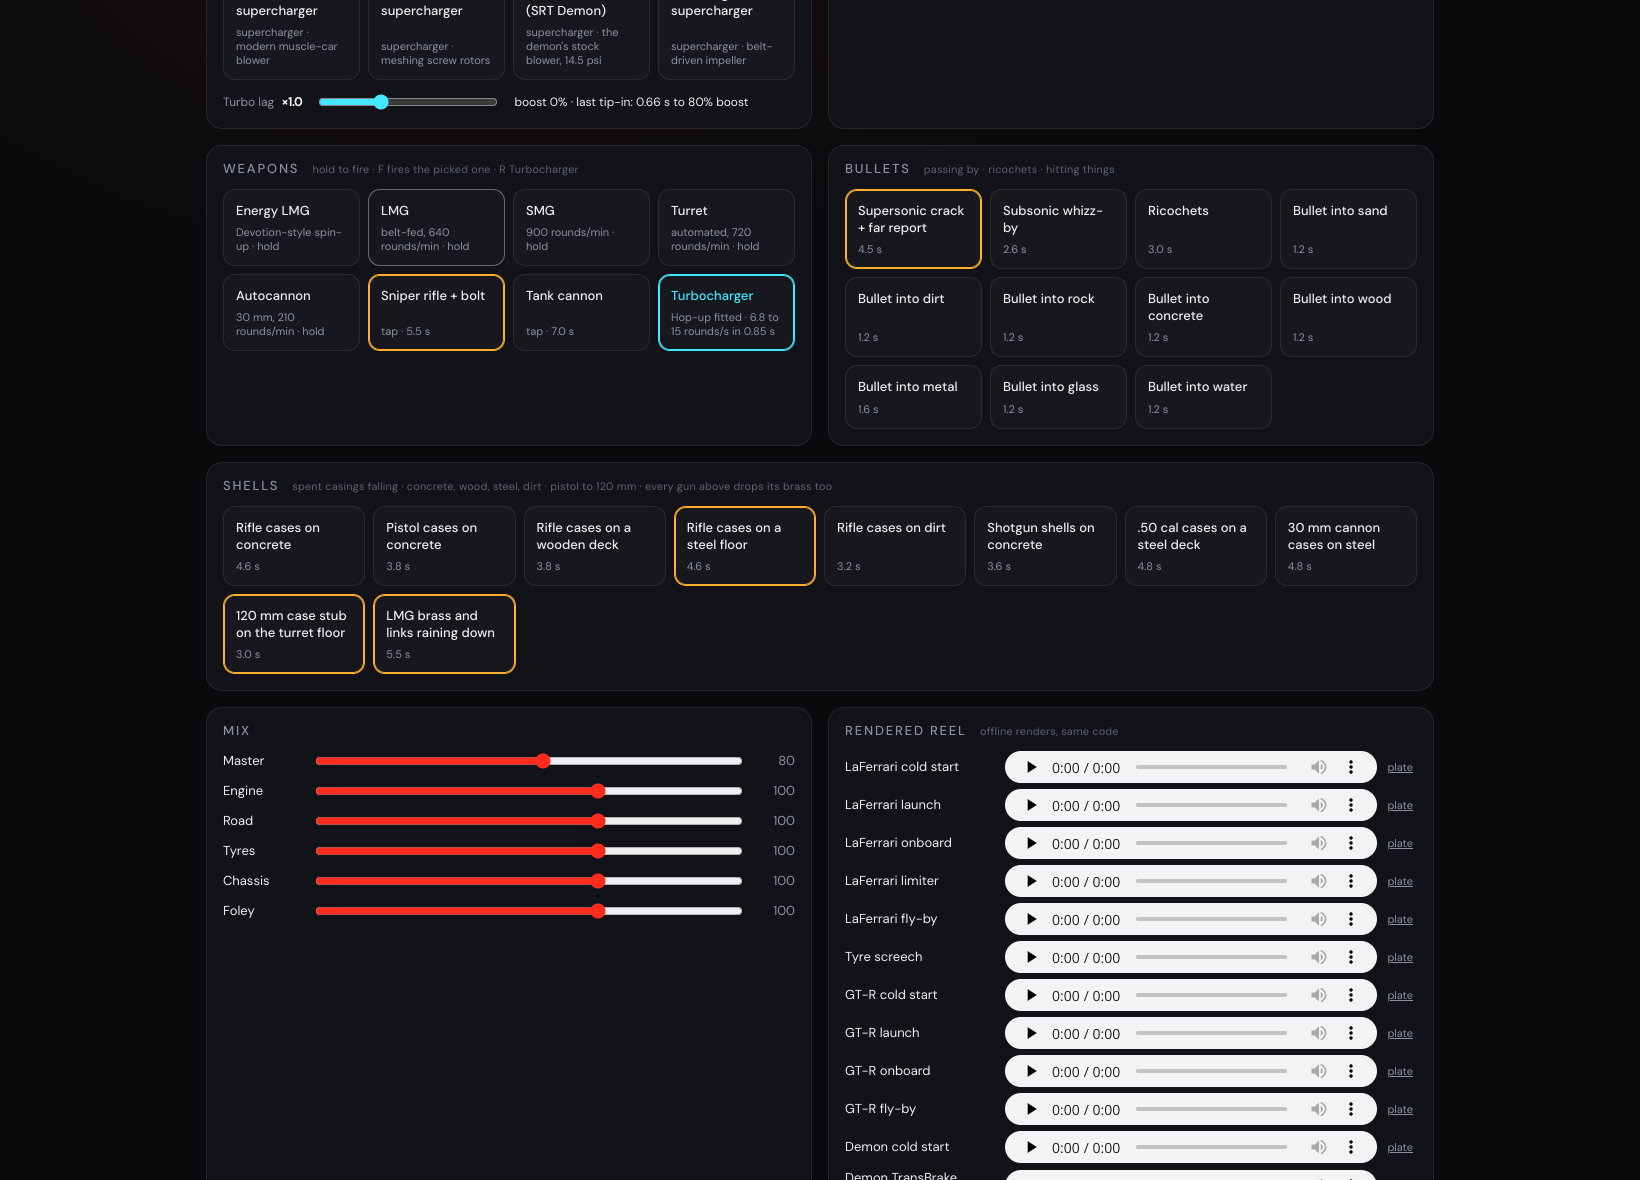 supercharger
supercharger ·
modern muscle-car
blower
supercharger
supercharger ·
meshing screw rotors
(SRT Demon)
supercharger · the
demon's stock
blower, 14.5 psi
supercharger
supercharger · belt-
driven impeller
Turbo lag ×1.0 boost 0% · last tip-in: 0.66 s to 80% boost
WEAPONS hold to fire · F fires the picked one · R Turbocharger
Energy LMG
Devotion-style spin-
up · hold
LMG
belt-fed, 640
rounds/min · hold
SMG
900 rounds/min ·
hold
Turret
automated, 720
rounds/min · hold
Autocannon
30 mm, 210
rounds/min · hold
Sniper rifle + bolt
tap · 5.5 s
Tank cannon
tap · 7.0 s
Turbocharger
Hop-up fitted · 6.8 to
15 rounds/s in 0.85 s
BULLETS passing by · ricochets · hitting things
Supersonic crack
+ far report
4.5 s
Subsonic whizz-
by
2.6 s
Ricochets
3.0 s
Bullet into sand
1.2 s
Bullet into dirt
1.2 s
Bullet into rock
1.2 s
Bullet into
concrete
1.2 s
Bullet into wood
1.2 s
Bullet into metal
1.6 s
Bullet into glass
1.2 s
Bullet into water
1.2 s
SHELLS spent casings falling · concrete, wood, steel, dirt · pistol to 120 mm · every gun above drops its brass too
Rifle cases on
concrete
4.6 s
Pistol cases on
concrete
3.8 s
Rifle cases on a
wooden deck
3.8 s
Rifle cases on a
steel floor
4.6 s
Rifle cases on dirt
3.2 s
Shotgun shells on
concrete
3.6 s
.50 cal cases on a
steel deck
4.8 s
30 mm cannon
cases on steel
4.8 s
120 mm case stub
on the turret floor
3.0 s
LMG brass and
links raining down
5.5 s
MIX
Master 80
Engine 100
Road 100
Tyres 100
Chassis 100
Foley 100
RENDERED REEL offline renders, same code
LaFerrari cold start 0:00 / 0:00 plate
LaFerrari launch 0:00 / 0:00 plate
LaFerrari onboard 0:00 / 0:00 plate
LaFerrari limiter 0:00 / 0:00 plate
LaFerrari fly-by 0:00 / 0:00 plate
Tyre screech 0:00 / 0:00 plate
GT-R cold start 0:00 / 0:00 plate
GT-R launch 0:00 / 0:00 plate
GT-R onboard 0:00 / 0:00 plate
GT-R fly-by 0:00 / 0:00 plate
Demon cold start 0:00 / 0:00 plate
Demon TransBrake